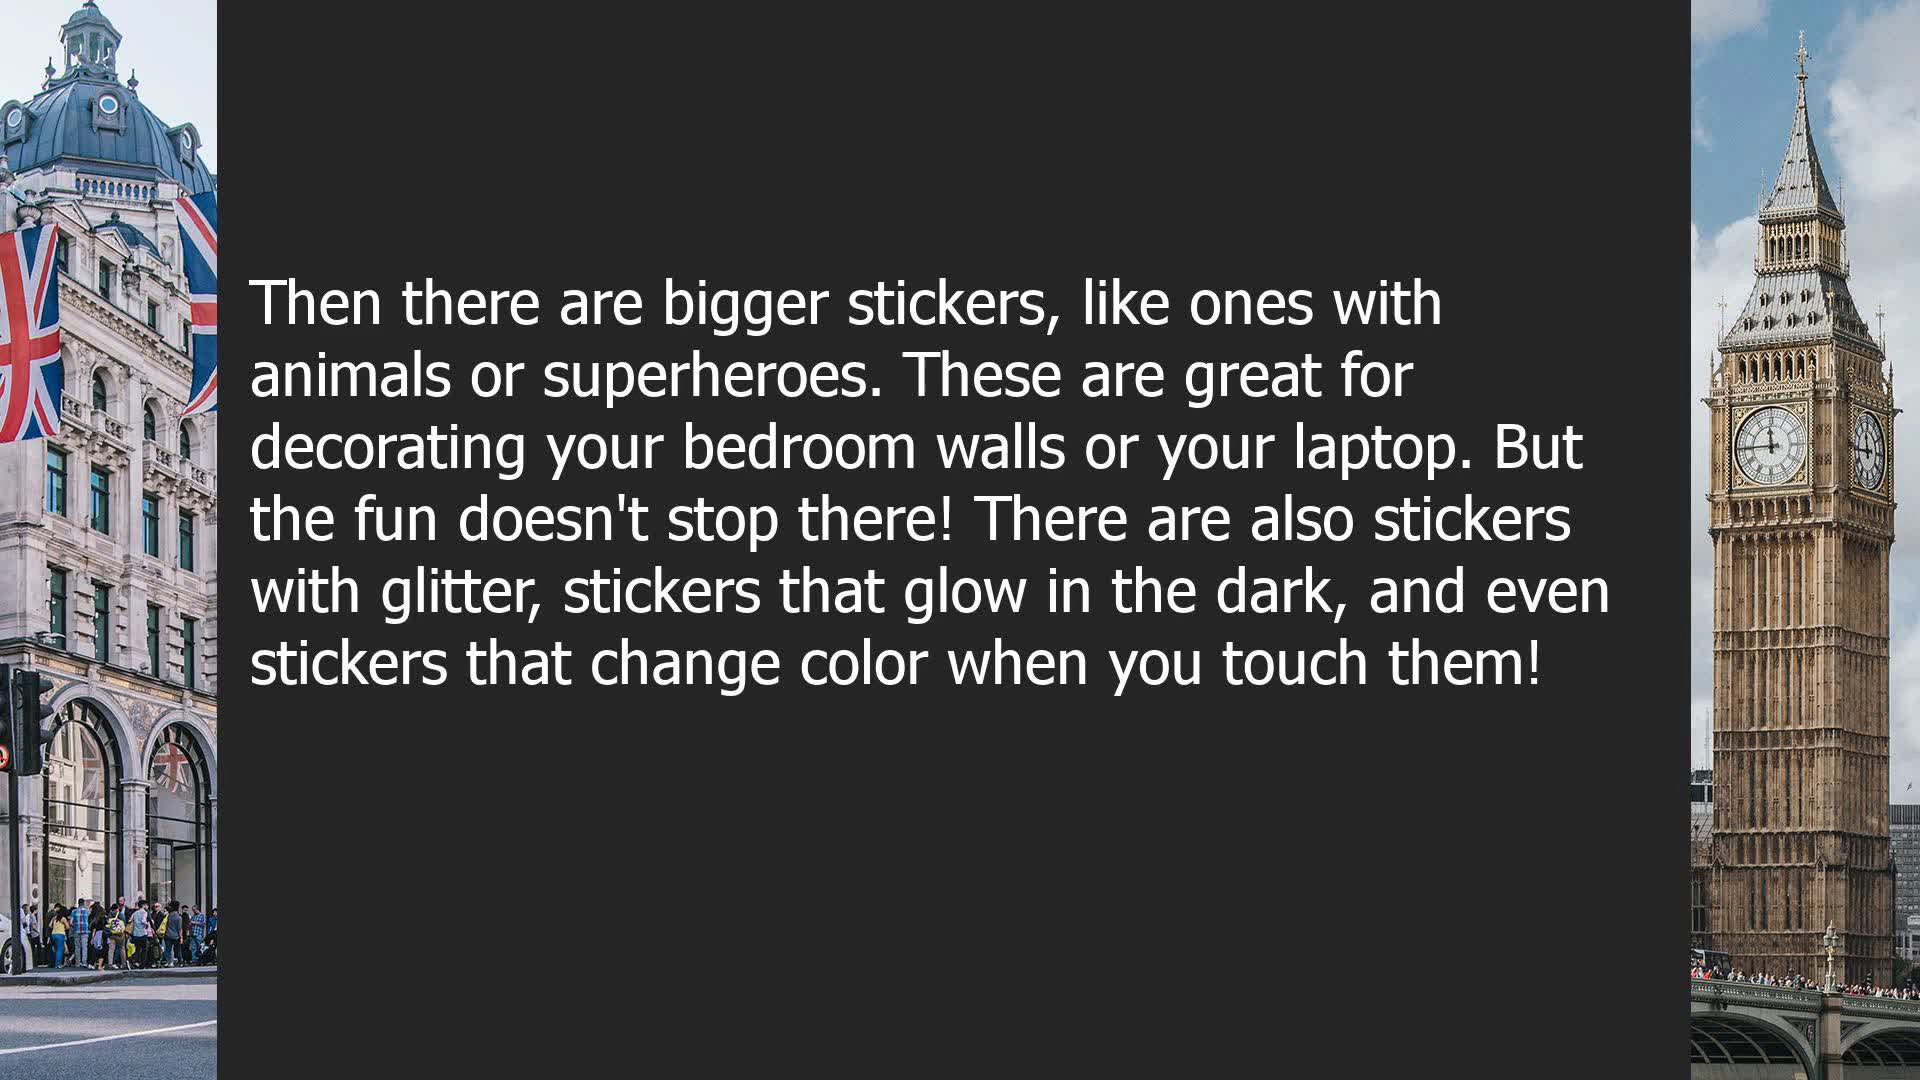 Then there are bigger stickers, like ones with
animals or superheroes. These are great for
decorating your bedroom walls or your laptop. But
the fun doesn't stop there! There are also stickers
with glitter, stickers that glow in the dark, and even
stickers that change color when you touch them!